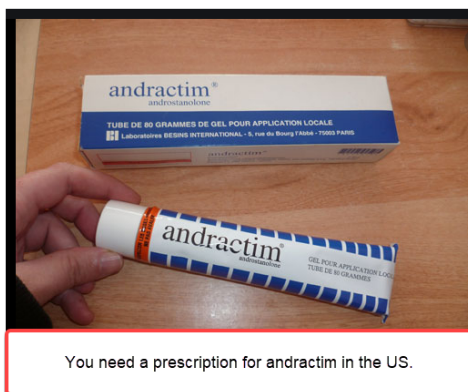 andractim®
androstanolone
TUBE DE 80 GRAMMES DE GEL POUR APPLICATION LOCALE
Laboratoires BESINS INTERNATIONAL - 5, rue du Bourg l'Abbé - 75003 PARIS
andractim
andractim®
androstanolone
GEL POUR APPLICATION LOC
TUBE DE 80 GRAMMES
You need a prescription for andractim in the US.